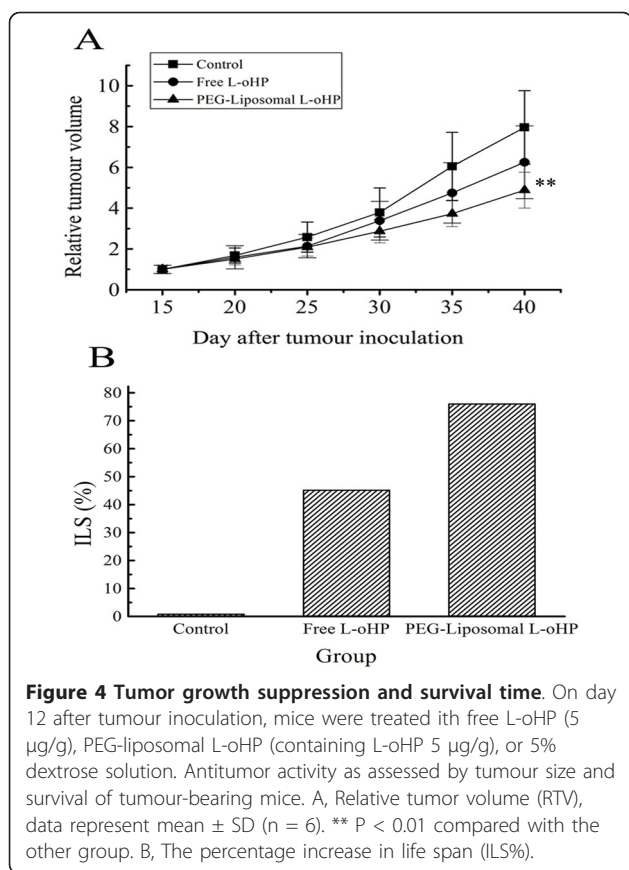 A
Control
Free L-oHP
PEG-Liposomal L-oHP
Relative tumour volume
10
8
6
4
2
0
**
15 20 25 30 35 40
Day after tumour inoculation
B
ILS (%)
80
70
60
50
40
30
20
10
0
Control Free L-oHP PEG-Liposomal L-oHP
Group
Figure 4 Tumor growth suppression and survival time. On day
12 after tumour inoculation, mice were treated ith free L-oHP (5
μg/g), PEG-liposomal L-oHP (containing L-oHP 5 μg/g), or 5%
dextrose solution. Antitumor activity as assessed by tumour size and
survival of tumour-bearing mice. A, Relative tumor volume (RTV),
data represent mean ± SD (n = 6). ** P < 0.01 compared with the
other group. B, The percentage increase in life span (ILS%).